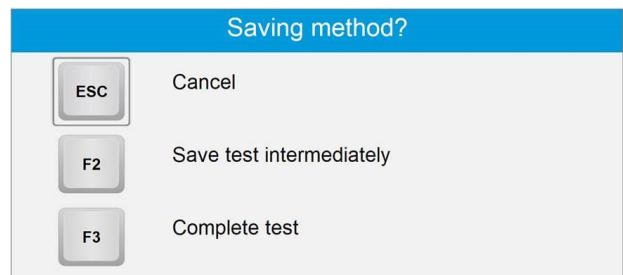 Saving method?
ESC Cancel
F2 Save test intermediately
F3 Complete test